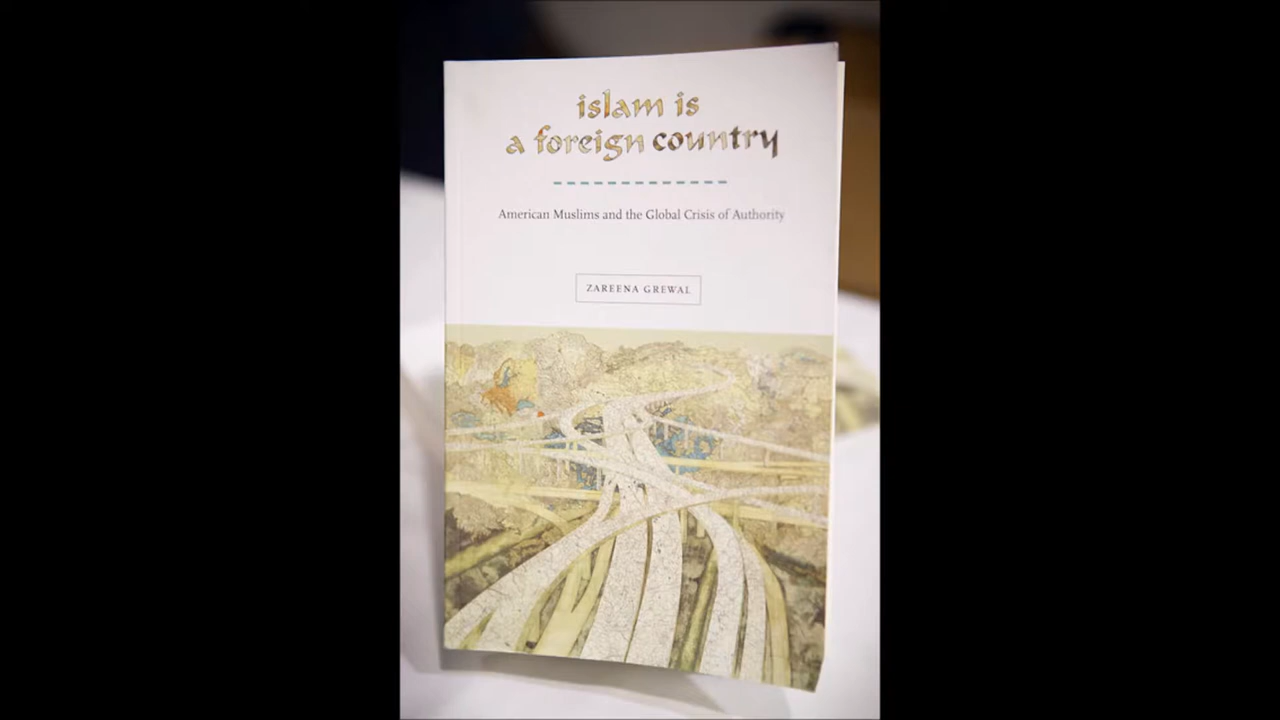 islam is
a foreign country
American Muslims and the Global Crisis of Authority
ZAREENA GREWAL